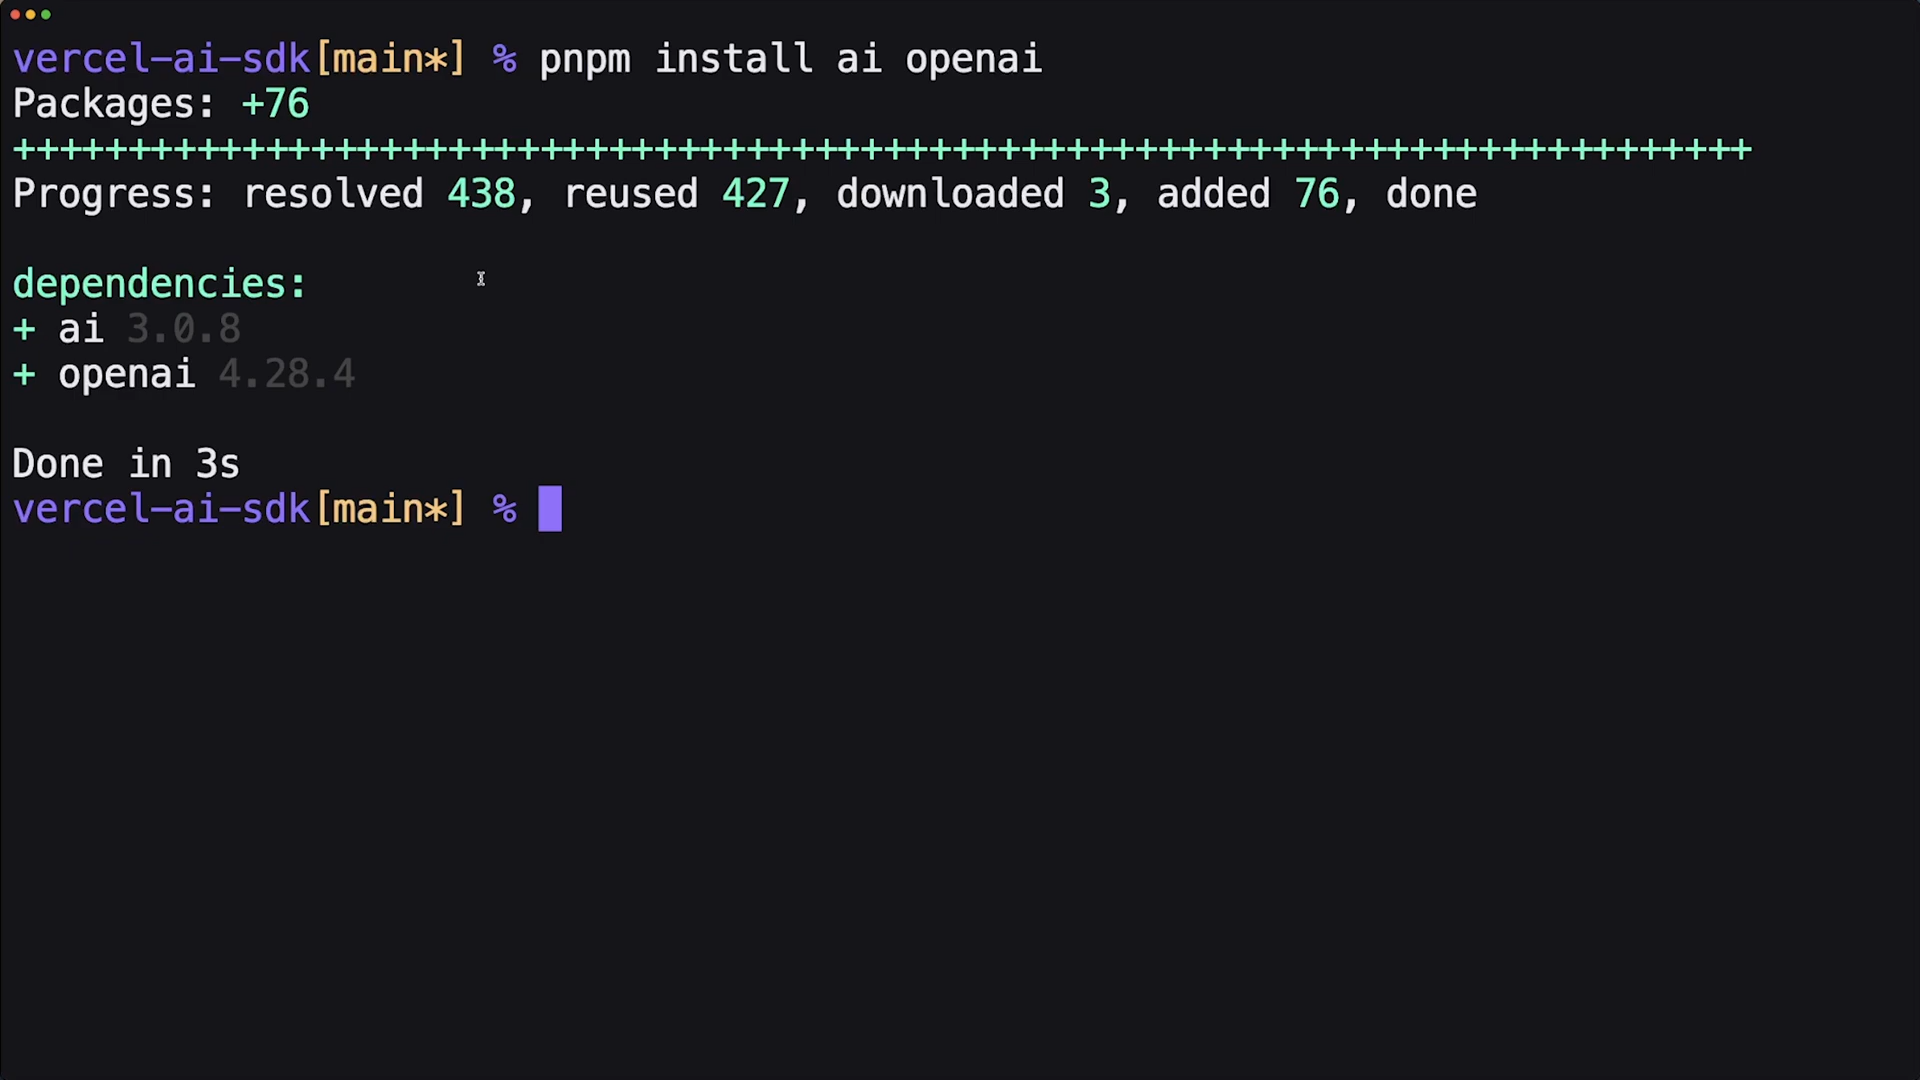 vercel-ai-sdk[main*] % pnpm install ai openai
Packages: +76
++++++++++++++++++++++++++++++++++++++++++++++++++++++++++++++++++++++++++++
Progress: resolved 438, reused 427, downloaded 3, added 76, done
dependencies:
+ ai 3.0.8
+ openai 4.28.4
Done in 3s
vercel-ai-sdk[main*] %